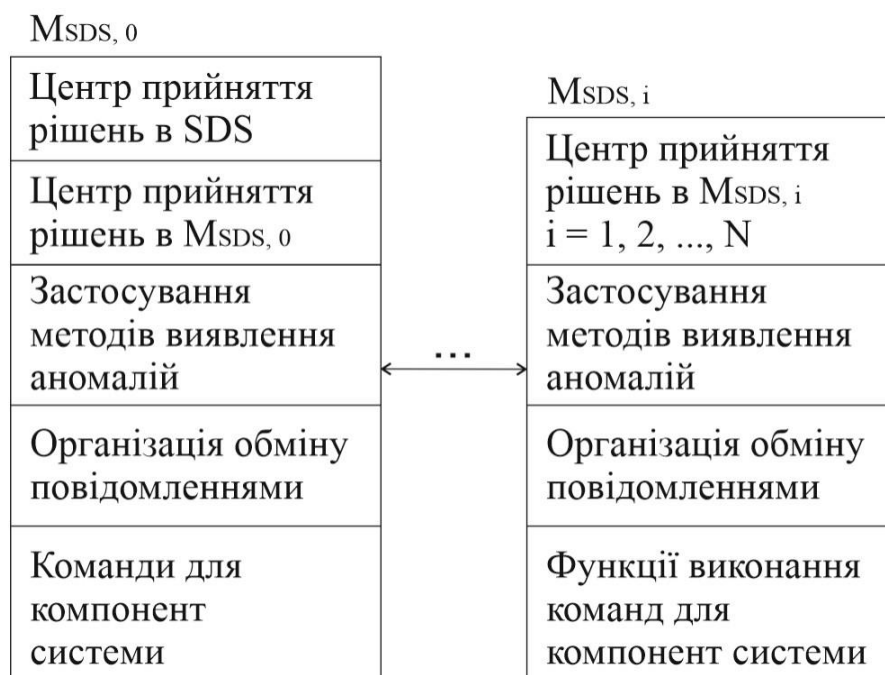 MSDS, 0
Центр прийняття
рішень в SDS
Центр прийняття
рішень в MSDS, 0
Застосування
методів виявлення
аномалій
Організація обміну
повідомленнями
Команди для
компонент
системи
...
MSDS, i
Центр прийняття
рішень в MSDS, i
i = 1, 2, ..., N
Застосування
методів виявлення
аномалій
Організація обміну
повідомленнями
Функції виконання
команд для
компонент системи